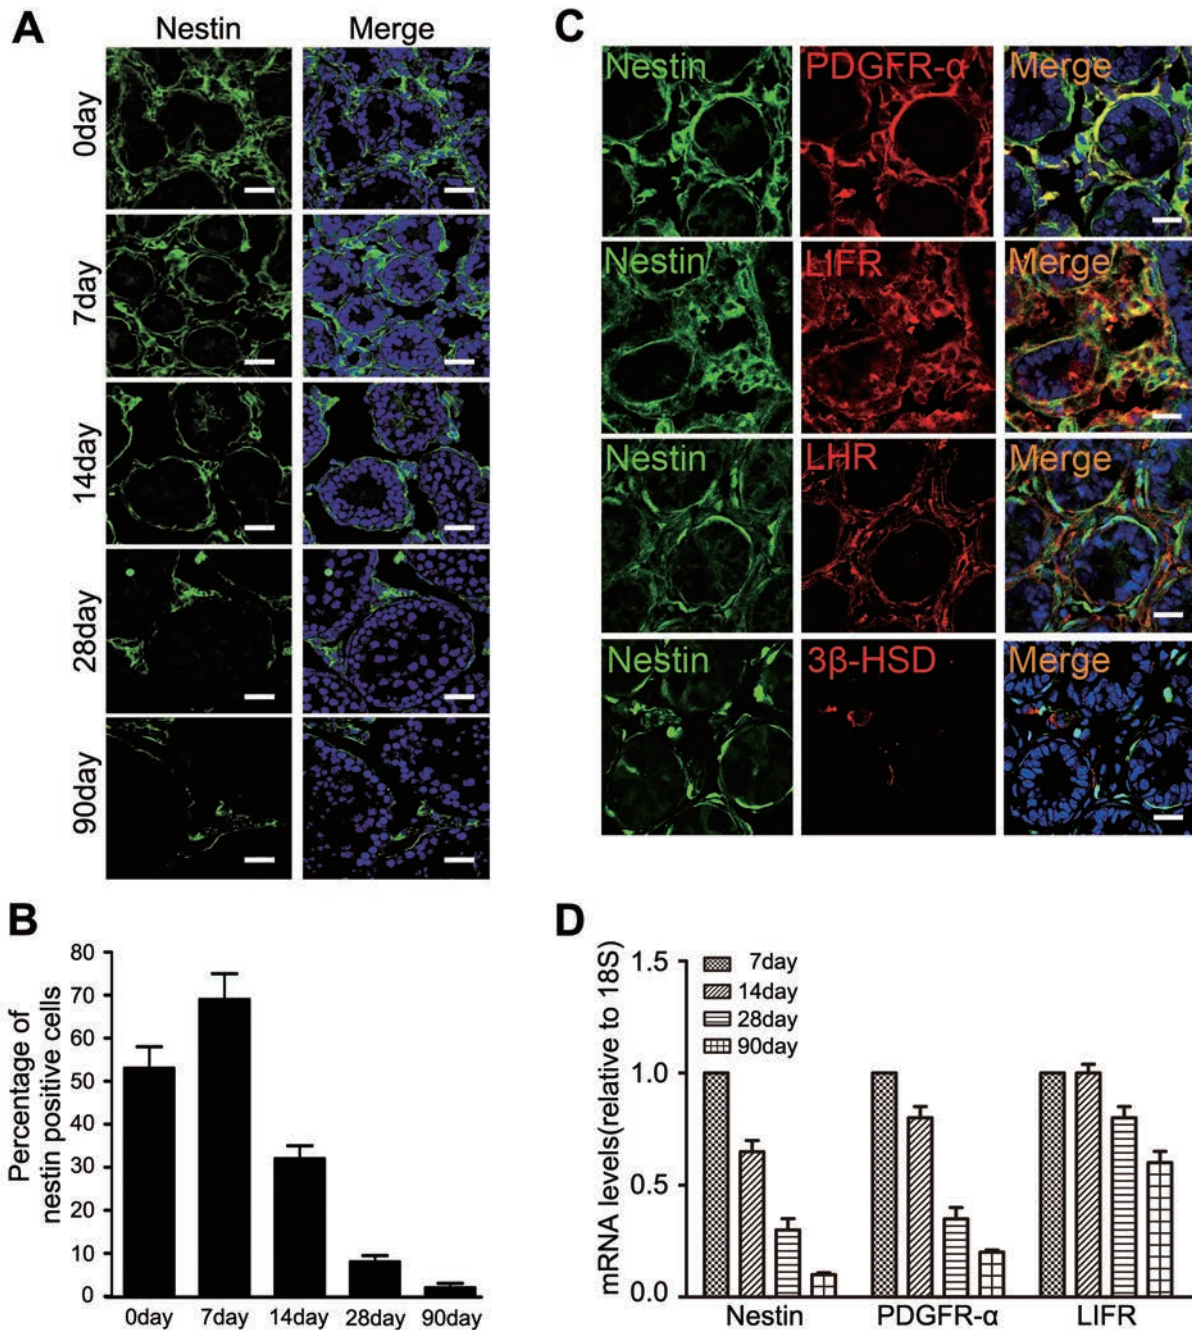 A
Nestin Merge
0day
7day
14day
28day
90day
C
Nestin PDGFR-α Merge
Nestin LIFR Merge
Nestin LHR Merge
Nestin 3β-HSD Merge
B
Percentage of
nestin positive cells
80
70
60
50
40
30
20
10
0
0day 7day 14day 28day 90day
D
mRNA levels(relative to 18S)
1.5
1.0
0.5
0.0
7day
14day
28day
90day
Nestin PDGFR-α LIFR